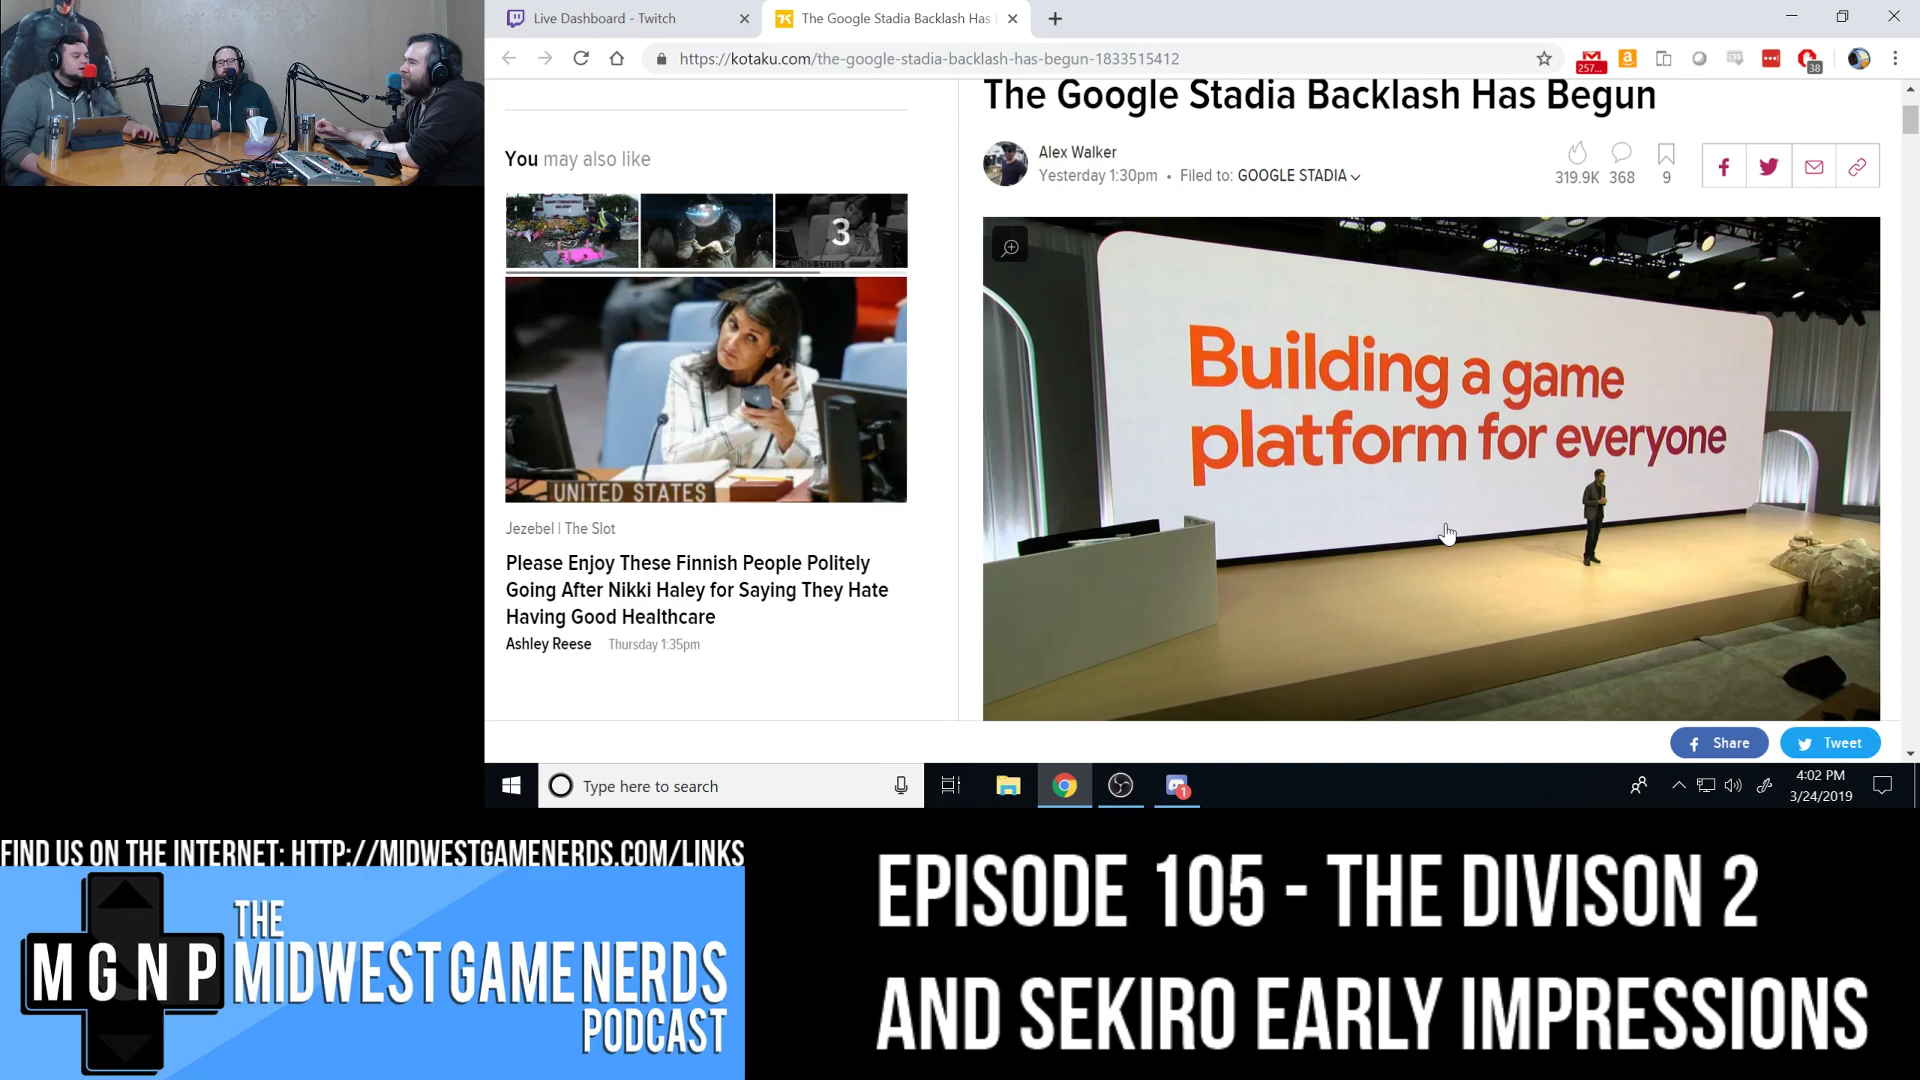 Live Dashboard - Twitch
The Google Stadia Backlash Has
https://kotaku.com/the-google-stadia-backlash-has-begun-1833515412
257...
38
The Google Stadia Backlash Has Begun
Alex Walker
Yesterday 1:30pm • Filed to: GOOGLE STADIA
319.9K 368 9
You may also like
3
UNITED STATES
Jezebel | The Slot
Please Enjoy These Finnish People Politely
Going After Nikki Haley for Saying They Hate
Having Good Healthcare
Ashley Reese Thursday 1:35pm
Building a game
platform for everyone
Share
Tweet
Type here to search
1
4:02 PM
3/24/2019
FIND US ON THE INTERNET: HTTP://MIDWESTGAMENERDS.COM/LINKS
MGNP
THE
MIDWEST GAME NERDS
PODCAST
EPISODE 105 - THE DIVISON 2
AND SEKIRO EARLY IMPRESSIONS